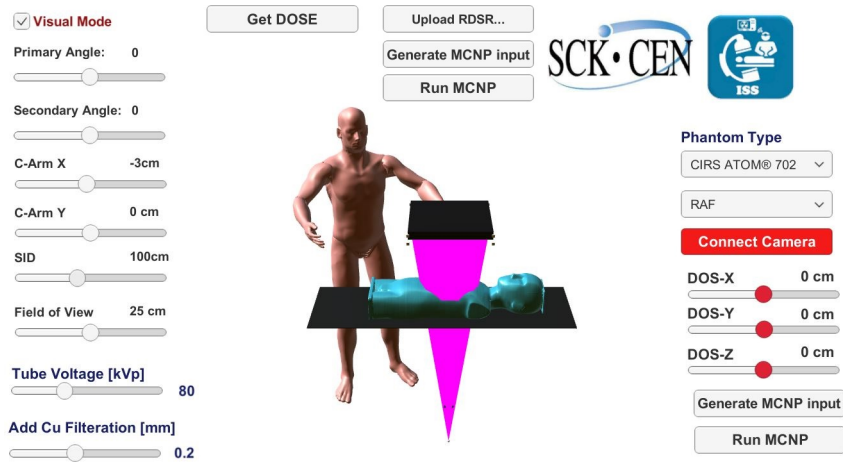 Visual Mode
Primary Angle: 0
Secondary Angle: 0
C-Arm X -3cm
C-Arm Y 0 cm
SID 100cm
Field of View 25 cm
Tube Voltage [kVp]
80
Add Cu Filteration [mm]
0.2
Get DOSE
Upload RDSR...
Generate MCNP input
Run MCNP
SCK•CEN
ISS
Phantom Type
CIRS ATOM® 702
RAF
Connect Camera
DOS-X 0 cm
DOS-Y 0 cm
DOS-Z 0 cm
Generate MCNP input
Run MCNP